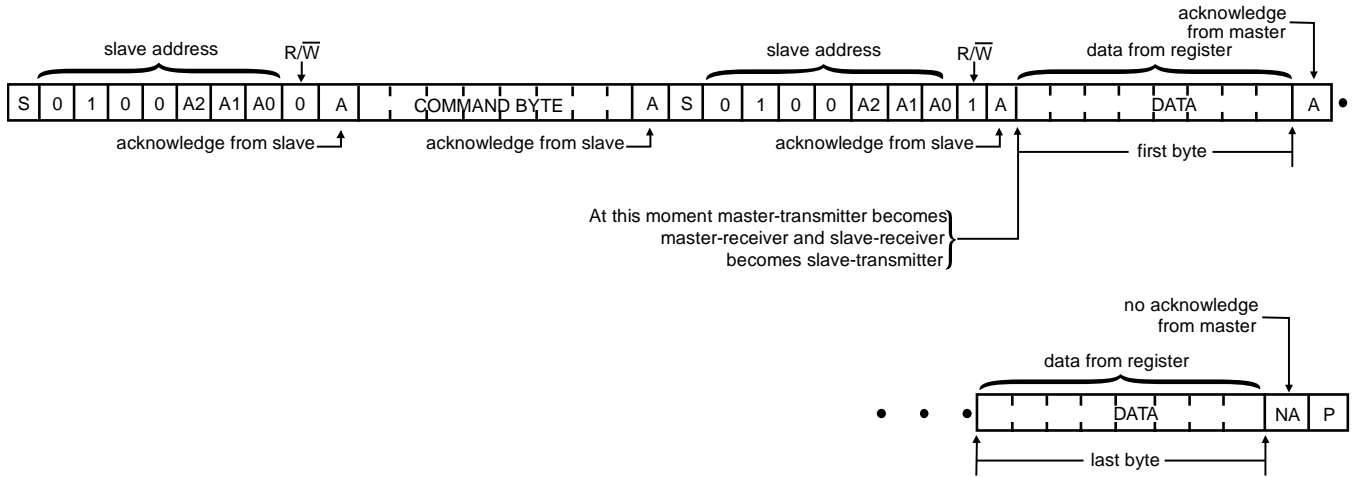 acknowledge
from master
slave address R/W̅ slave address R/W̅ data from register
S 0 1 0 0 A2 A1 A0 0 A COMMAND BYTE A S 0 1 0 0 A2 A1 A0 1 A DATA A
acknowledge from slave acknowledge from slave acknowledge from slave first byte
At this moment master-transmitter becomes
master-receiver and slave-receiver
becomes slave-transmitter
no acknowledge
from master
data from register
DATA NA P
last byte